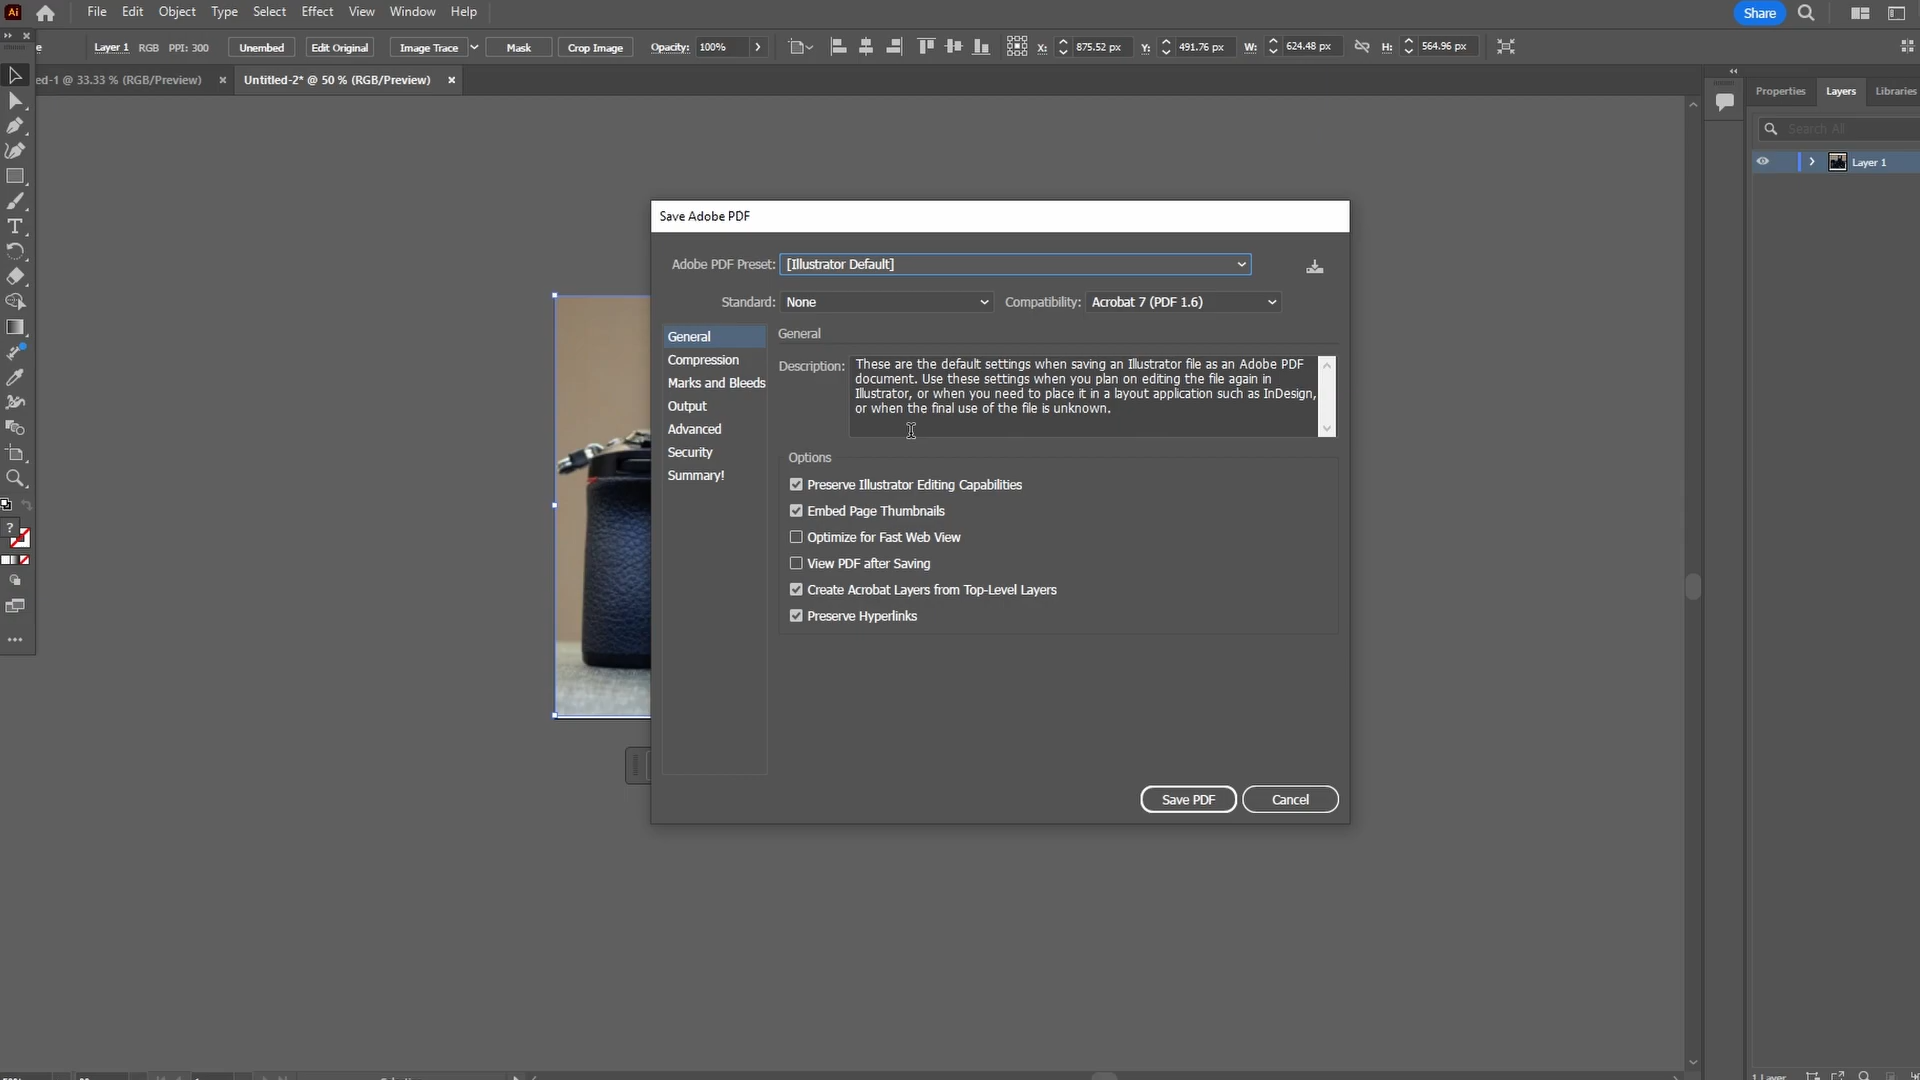 Ai File Edit Object Type Select Effect View Window Help Share
Layer 1 RGB PPI: 300 Unembed Edit Original Image Trace Mask Crop Image Opacity: 100% X: 875.52 px Y: 491.76 px W: 624.48 px H: 564.96 px
ed-1 @ 33.33 % (RGB/Preview) × Untitled-2* @ 50 % (RGB/Preview) ×
Properties Layers Libraries
Search All
Layer 1
Save Adobe PDF
Adobe PDF Preset: [Illustrator Default]
Standard: None Compatibility: Acrobat 7 (PDF 1.6)
General
Compression
Marks and Bleeds
Output
Advanced
Security
Summary!
General
Description: These are the default settings when saving an Illustrator file as an Adobe PDF
document. Use these settings when you plan on editing the file again in
Illustrator, or when you need to place it in a layout application such as InDesign,
or when the final use of the file is unknown.
Options
Preserve Illustrator Editing Capabilities
Embed Page Thumbnails
Optimize for Fast Web View
View PDF after Saving
Create Acrobat Layers from Top-Level Layers
Preserve Hyperlinks
Save PDF Cancel
1 Layer